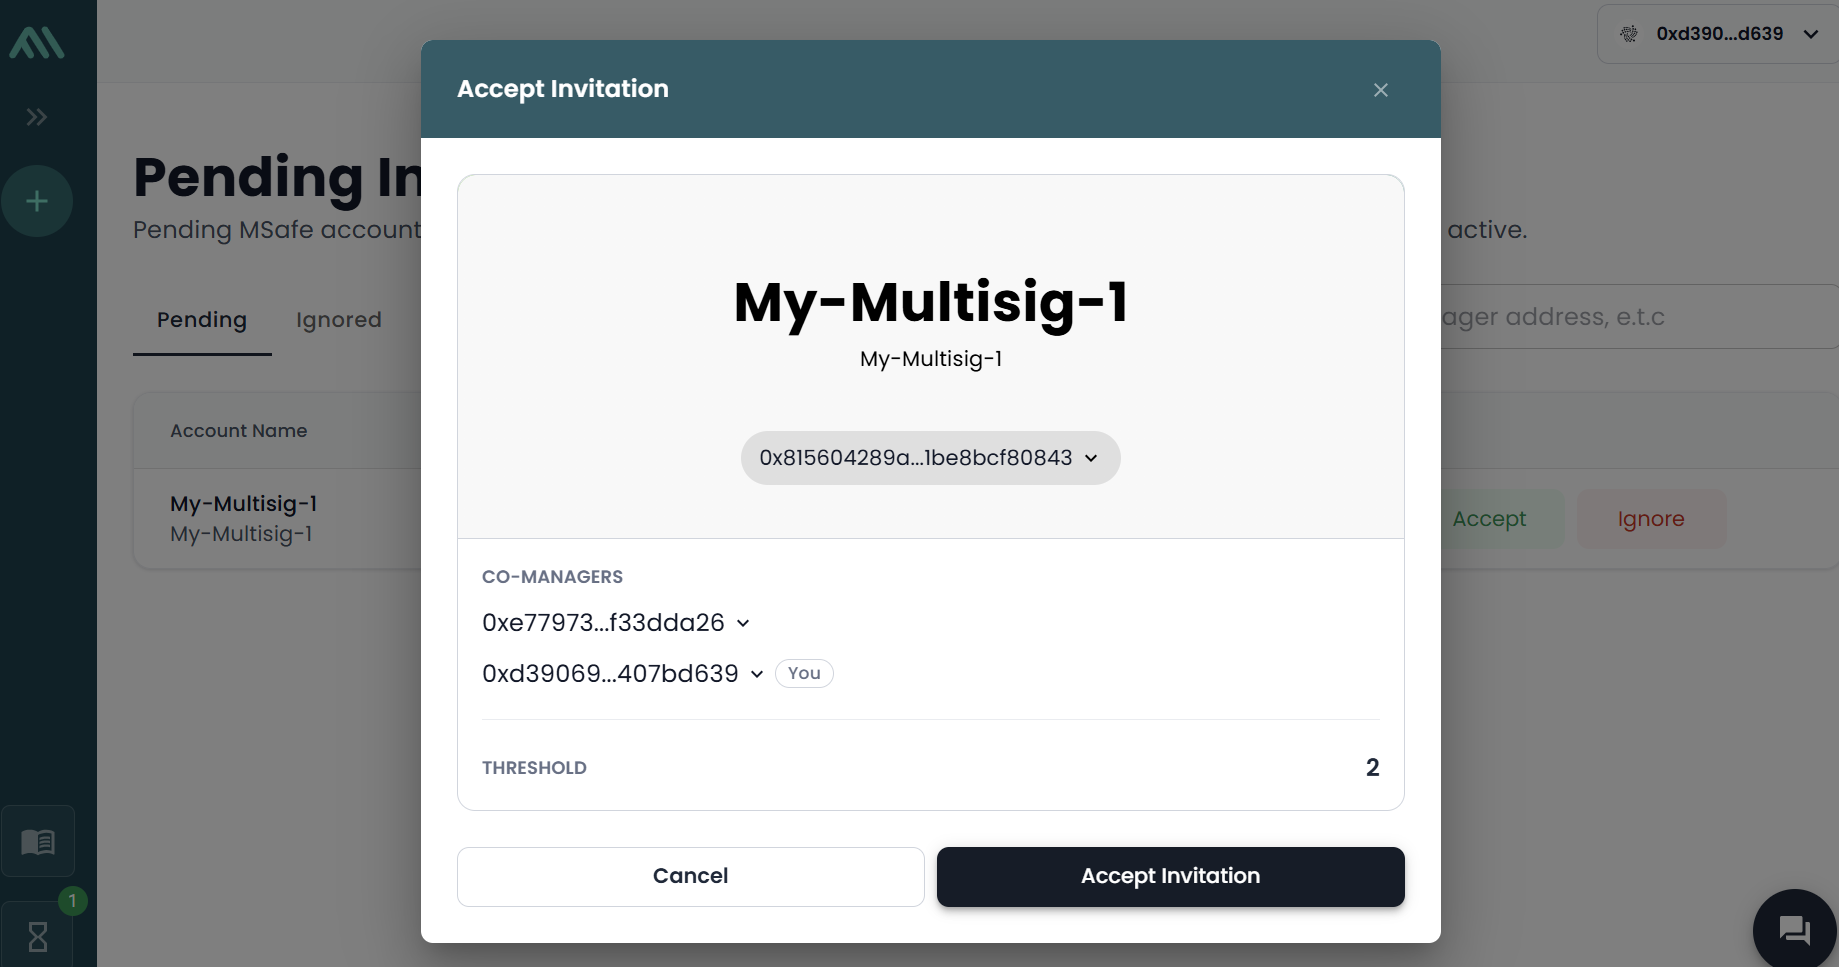 0xd390...d639
Accept Invitation
Pending In
Pending MSafe account
active.
Pending
Ignored
ager address, e.t.c
Account Name
My-Multisig-1
My-Multisig-1
Accept
Ignore
My-Multisig-1
My-Multisig-1
0x815604289a...1be8bcf80843
CO-MANAGERS
0xe77973...f33dda26
0xd39069...407bd639
You
THRESHOLD
2
Cancel
Accept Invitation
1